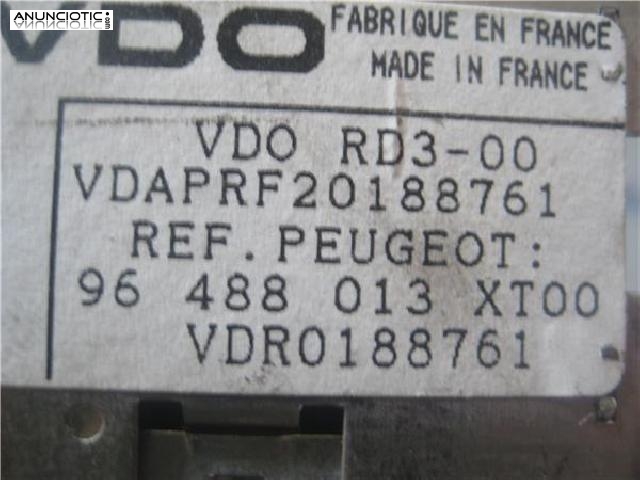 ANUNCIOTIC
.com
VDO
FABRIQUE EN FRANCE
MADE IN FRANCE
VDO RD3-00
VDAPRF20188761
REF. PEUGEOT:
96 488 013 XT00
VDR0188761